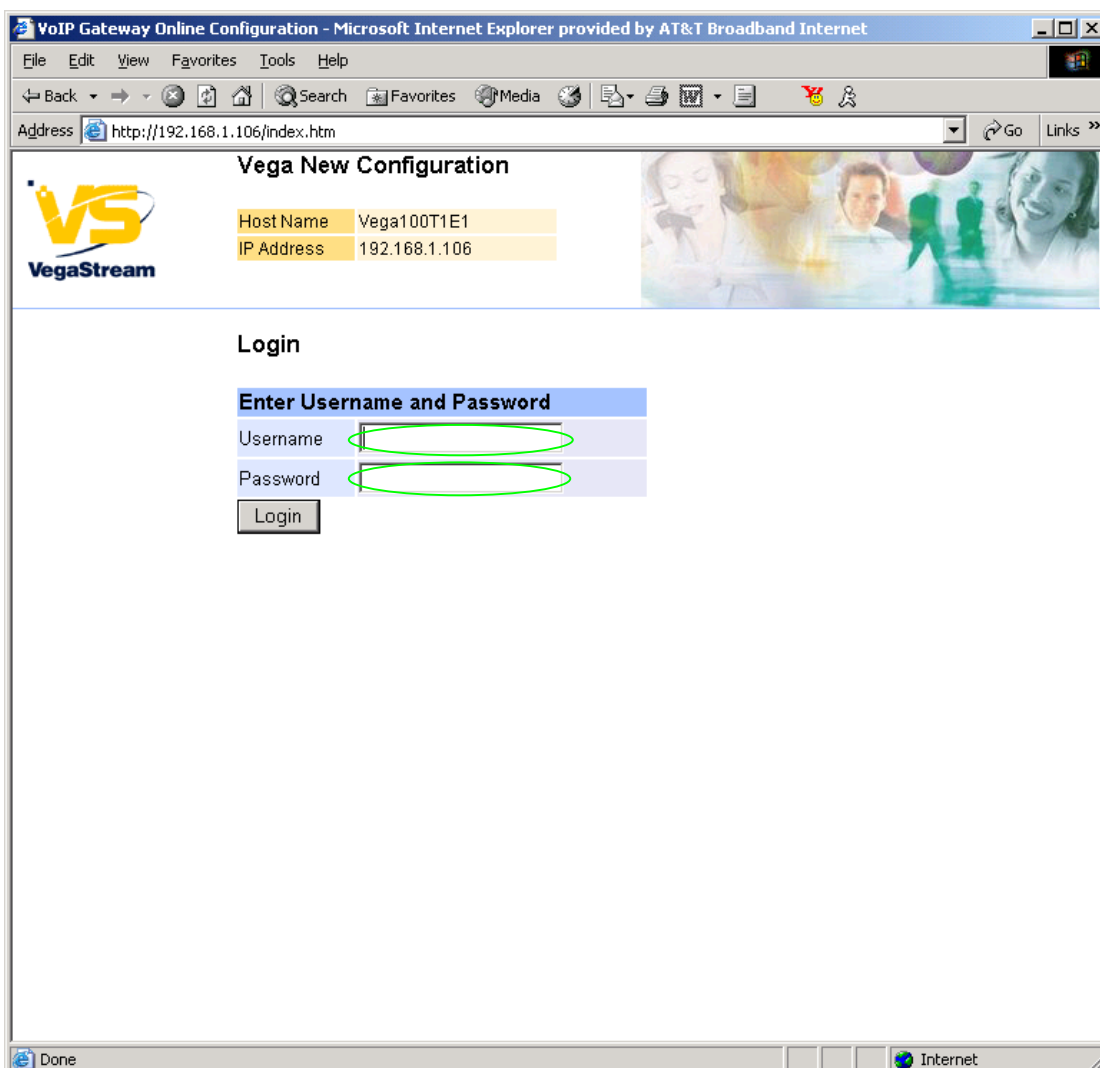 VoIP Gateway Online Configuration - Microsoft Internet Explorer provided by AT&T Broadband Internet
File Edit View Favorites Tools Help
Back Search Favorites Media
Address http://192.168.1.106/index.htm Go Links »
Vega New Configuration
Host Name Vega100T1E1
IP Address 192.168.1.106
VS
VegaStream
Login
Enter Username and Password
Username
Password
Login
Done Internet